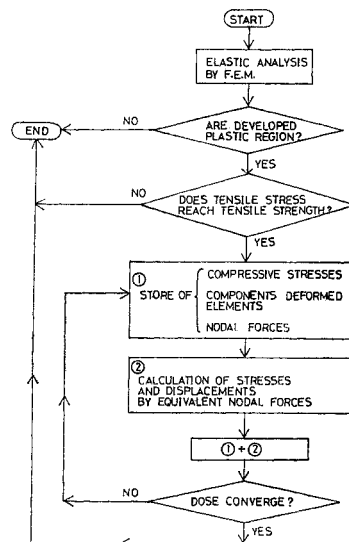 START
ELASTIC ANALYSIS
BY F.E.M.
NO
END
ARE DEVELOPED
PLASTIC REGION?
YES
NO
DOES TENSILE STRESS
REACH TENSILE STRENGTH?
YES
①
STORE OF
COMPRESSIVE STRESSES
COMPONENTS DEFORMED
ELEMENTS
NODAL FORCES
②
CALCULATION OF STRESSES
AND DISPLACEMENTS
BY EQUIVALENT NODAL FORCES
① + ②
NO
DOSE CONVERGE?
YES